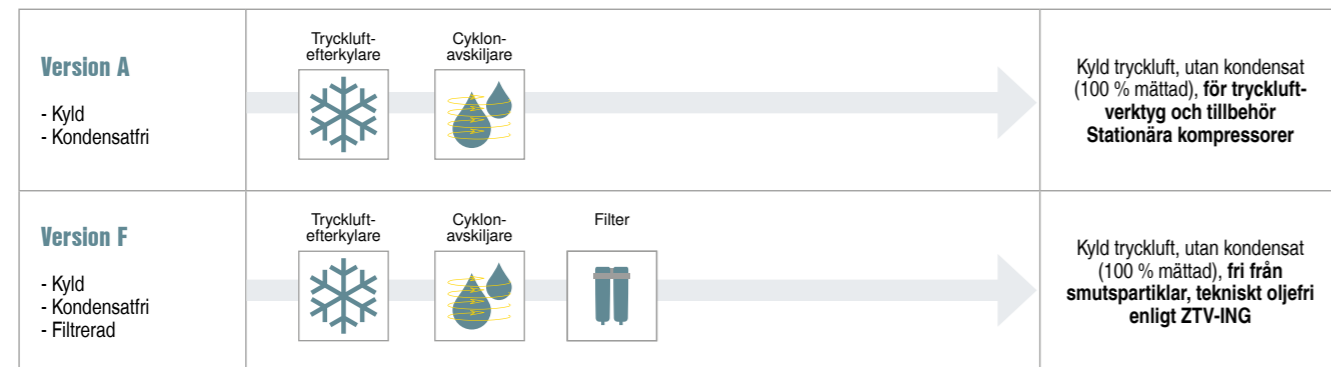 Version A
- Kyld
- Kondensatfri
Tryckluft-
efterkylare
Cyklon-
avskiljare
Kyld tryckluft, utan kondensat
(100 % mättad), för tryckluft-
verktyg och tillbehör
Stationära kompressorer
Version F
- Kyld
- Kondensatfri
- Filtrerad
Tryckluft-
efterkylare
Cyklon-
avskiljare
Filter
Kyld tryckluft, utan kondensat
(100 % mättad), fri från
smutspartiklar, tekniskt oljefri
enligt ZTV-ING